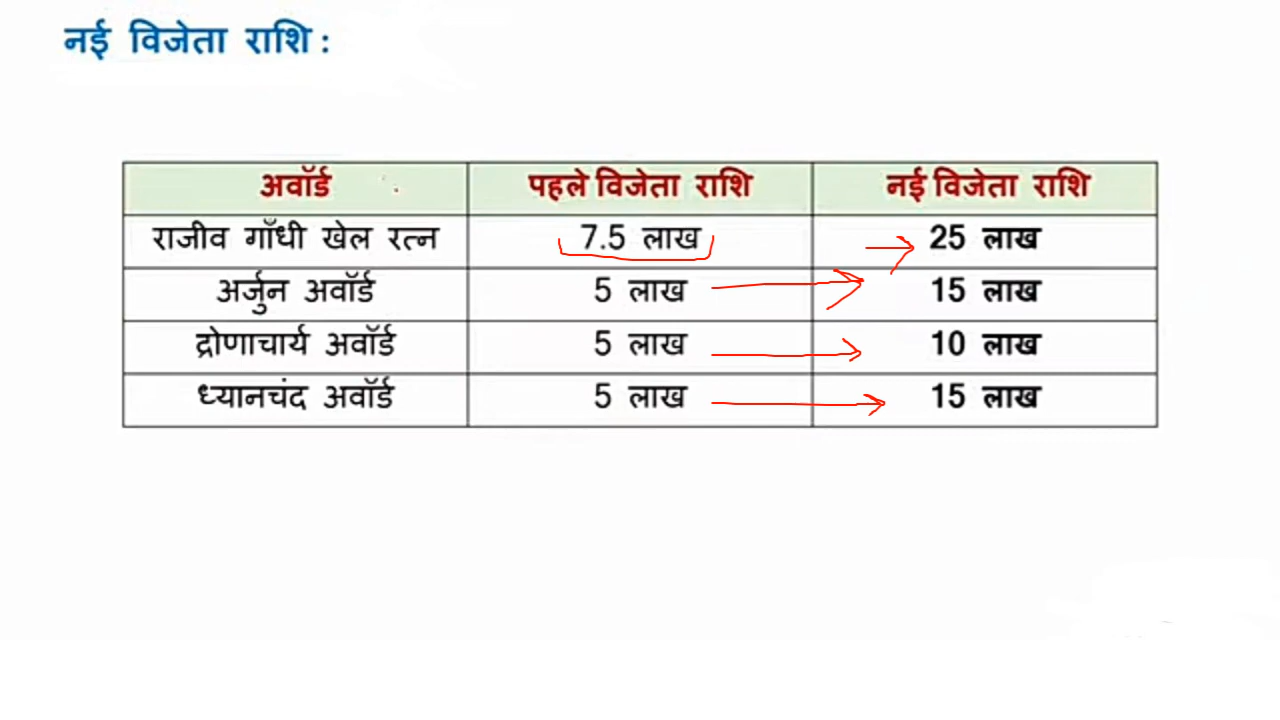 नई विजेता राशि :
अवॉर्ड पहले विजेता राशि नई विजेता राशि
राजीव गाँधी खेल रत्न 7.5 लाख 25 लाख
अर्जुन अवॉर्ड 5 लाख 15 लाख
द्रोणाचार्य अवॉर्ड 5 लाख 10 लाख
ध्यानचंद अवॉर्ड 5 लाख 15 लाख